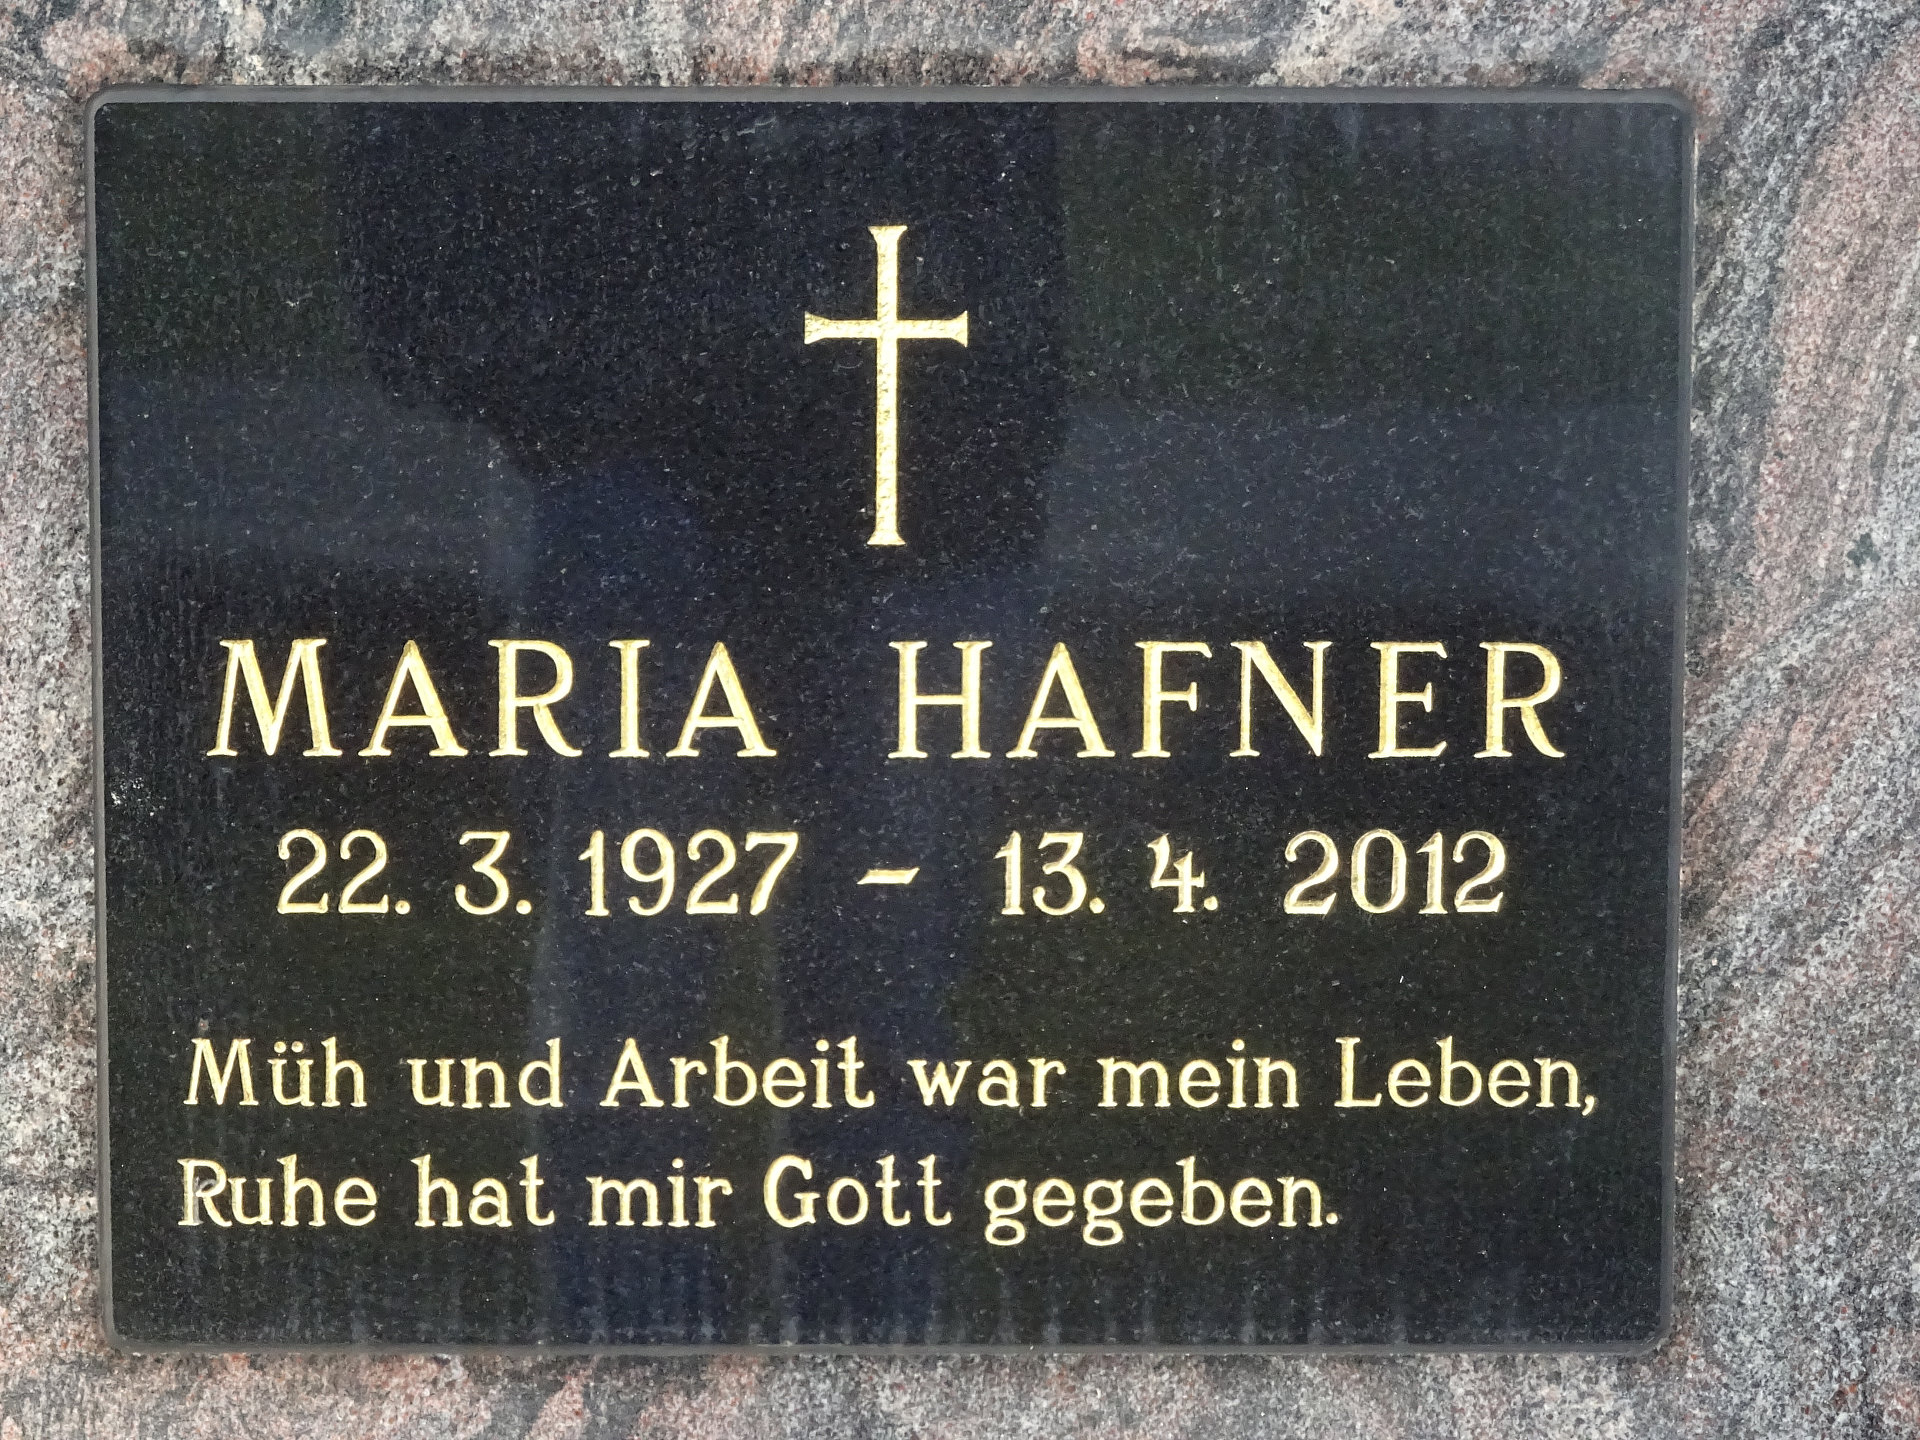 MARIA HAFNER
22. 3. 1927 - 13. 4. 2012
Müh und Arbeit war mein Leben,
Ruhe hat mir Gott gegeben.